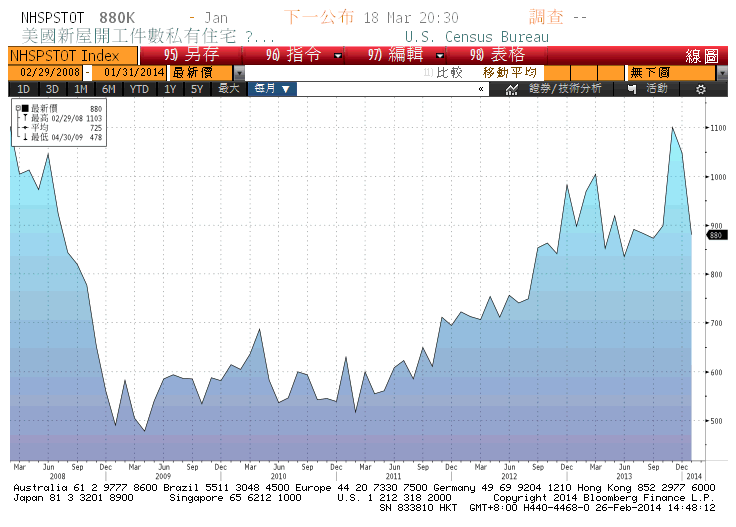 NHSPSTOT 880K - Jan 下一公布 18 Mar 20:30 調查 --
美國新屋開工件數私有住宅 ?... U.S. Census Bureau
NHSPSTOT Index 95) 另存 96) 指令 97) 編輯 98) 表格 線圖
02/29/2008 - 01/31/2014 最新價 比較 移動平均 無下價
1D 3D 1M 6M YTD 1Y 5Y 最大 每月 ▼ « 證券/技術分析 活動
最新價 880
最高 02/29/08 1103
平均 725
最低 04/30/09 478
1100
1000
900
880
800
700
600
500
Mar Jun Sep Dec Mar Jun Sep Dec Mar Jun Sep Dec Mar Jun Sep Dec Mar Jun Sep Dec Mar Jun Sep Dec
2008 2009 2010 2011 2012 2013 2014
Australia 61 2 9777 8600 Brazil 5511 3048 4500 Europe 44 20 7330 7500 Germany 49 69 9204 1210 Hong Kong 852 2977 6000
Japan 81 3 3201 8900 Singapore 65 6212 1000 U.S. 1 212 318 2000 Copyright 2014 Bloomberg Finance L.P.
SN 833810 HKT GMT+8:00 H440-4468-0 26-Feb-2014 14:48:12